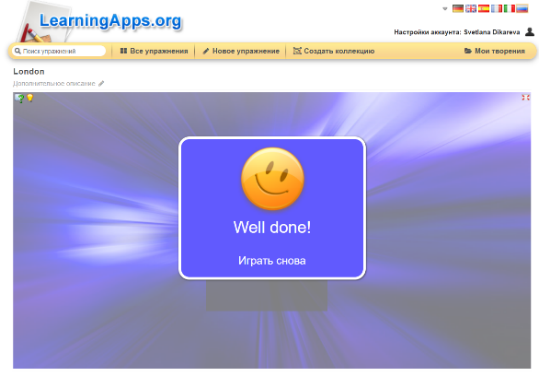 LearningApps.org
Настройки аккаунта: Svetlana Dikareva
Поиск упражнений
Все упражнения
Новое упражнение
Создать коллекцию
Мои творения
London
Дополнительное описание
Well done!
Играть снова